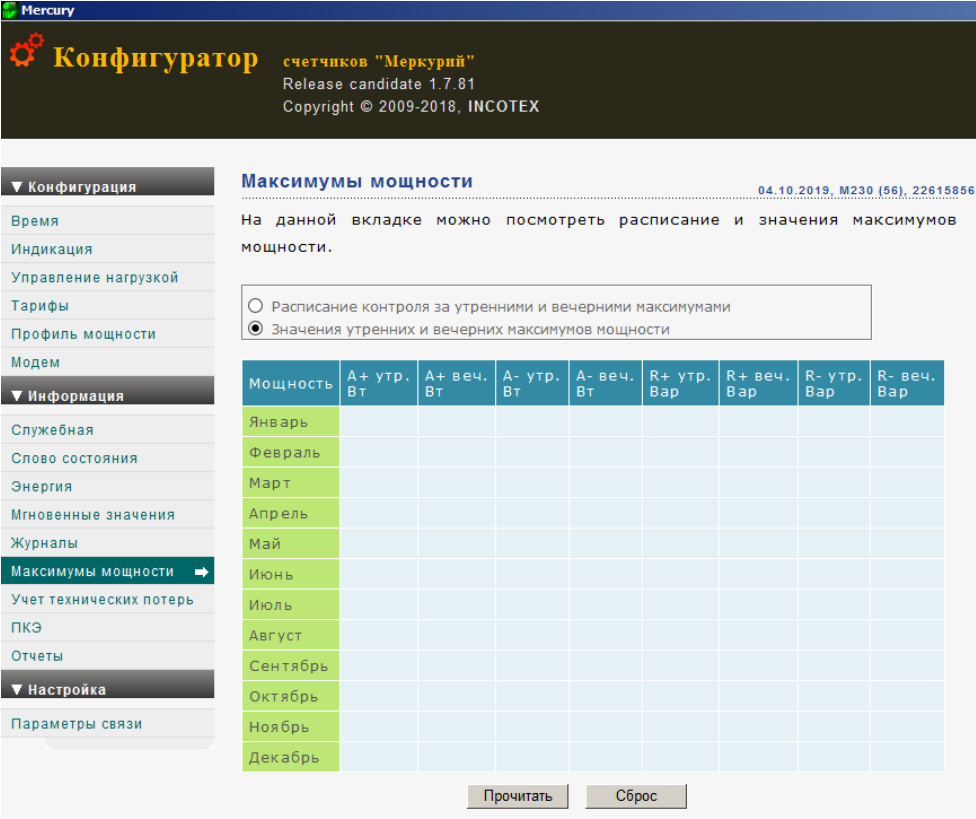 Mercury
Конфигуратор
счетчиков "Меркурий"
Release candidate 1.7.81
Copyright © 2009-2018, INCOTEX
▼ Конфигурация
Время
Индикация
Управление нагрузкой
Тарифы
Профиль мощности
Модем
▼ Информация
Служебная
Слово состояния
Энергия
Мгновенные значения
Журналы
Максимумы мощности
Учет технических потерь
ПКЭ
Отчеты
▼ Настройка
Параметры связи
Максимумы мощности
04.10.2019, М230 (56), 22615856
На данной вкладке можно посмотреть расписание и значения максимумов
мощности.
Расписание контроля за утренними и вечерними максимумами
Значения утренних и вечерних максимумов мощности
Мощность A+ утр. Вт A+ веч. Вт A- утр. Вт A- веч. Вт R+ утр. Вар R+ веч. Вар R- утр. Вар R- веч. Вар
Январь
Февраль
Март
Апрель
Май
Июнь
Июль
Август
Сентябрь
Октябрь
Ноябрь
Декабрь
Прочитать Сброс